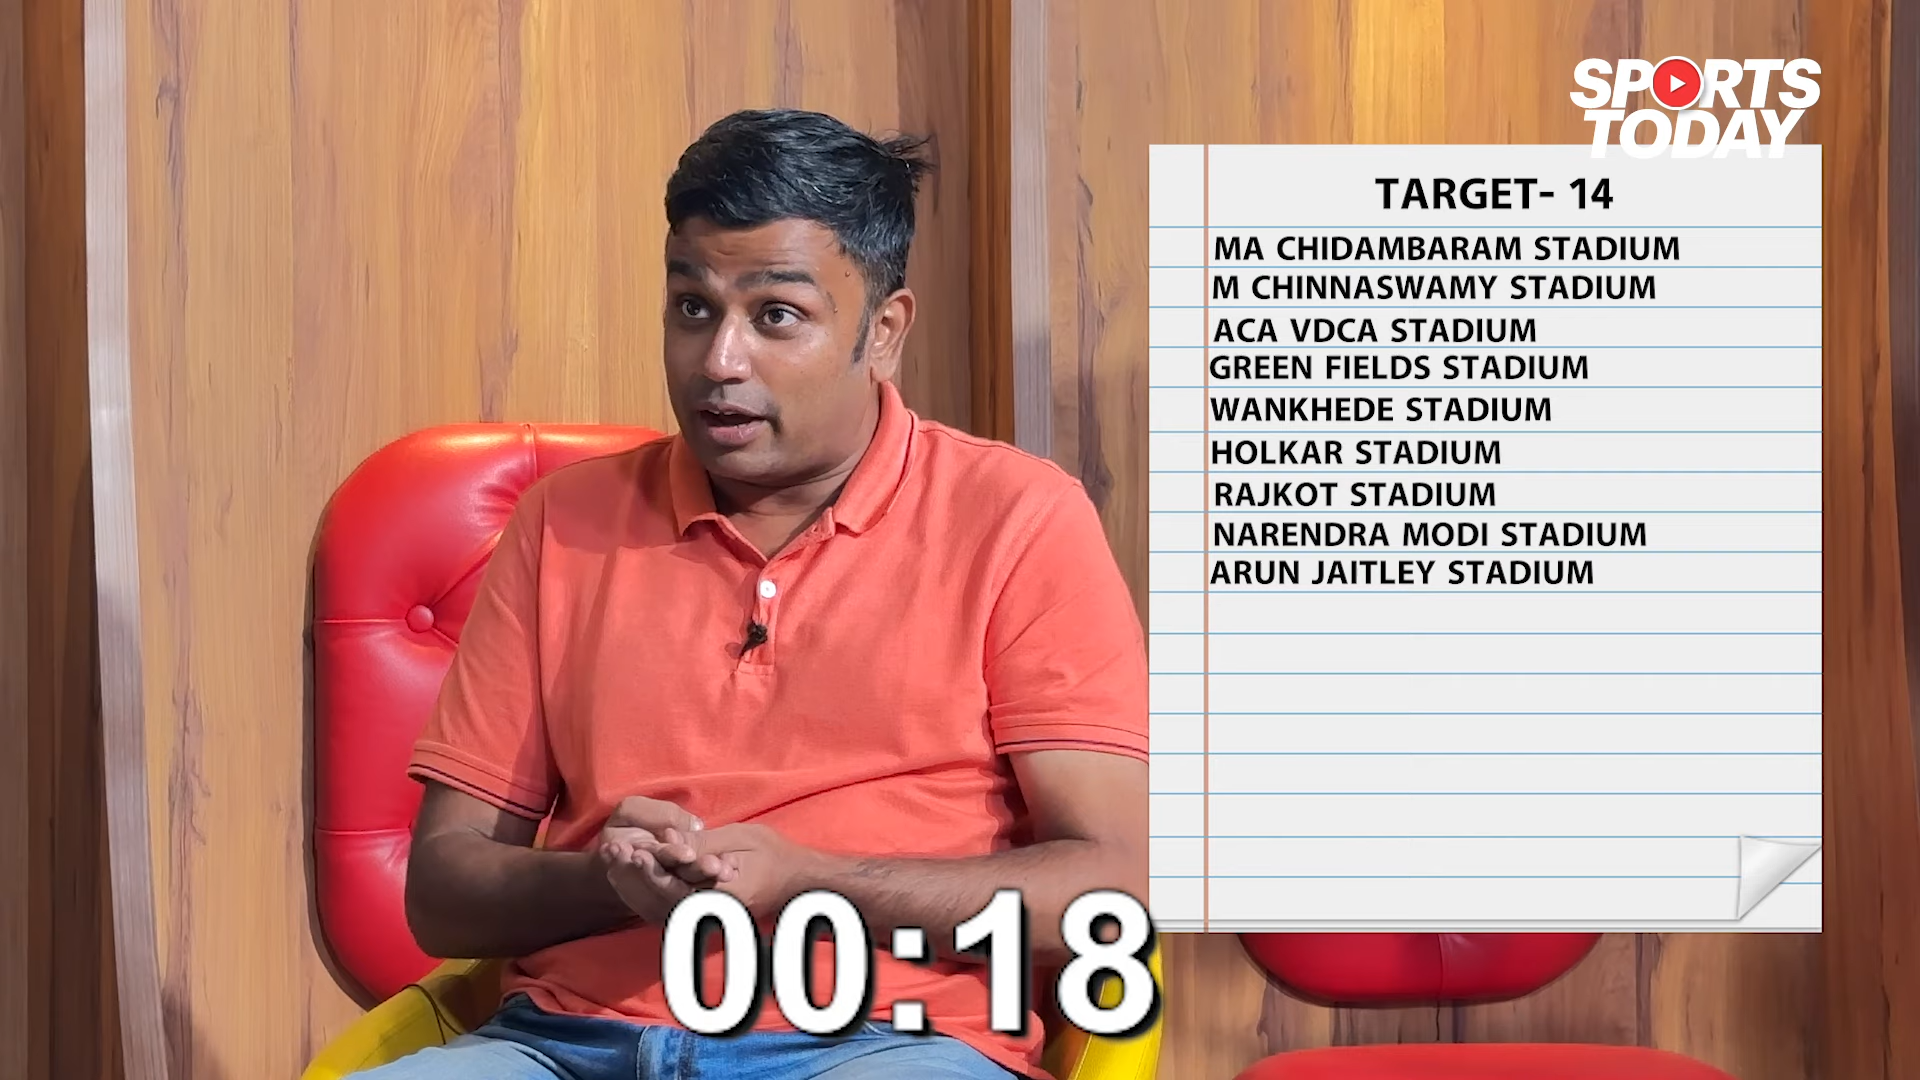 SPORTS
TODAY
TARGET- 14
MA CHIDAMBARAM STADIUM
M CHINNASWAMY STADIUM
ACA VDCA STADIUM
GREEN FIELDS STADIUM
WANKHEDE STADIUM
HOLKAR STADIUM
RAJKOT STADIUM
NARENDRA MODI STADIUM
ARUN JAITLEY STADIUM
00:18